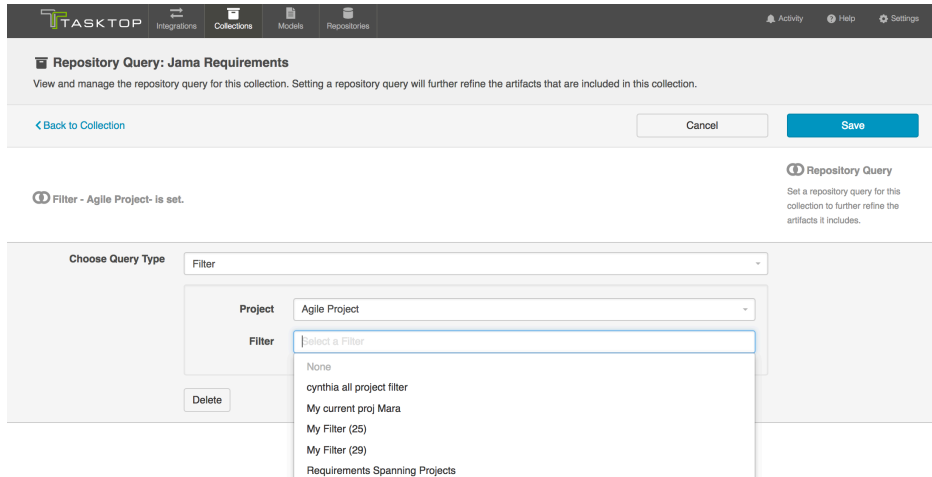 TASKTOP
Integrations
Collections
Models
Repositories
Activity
Help
Settings
Repository Query: Jama Requirements
View and manage the repository query for this collection. Setting a repository query will further refine the artifacts that are included in this collection.
Back to Collection
Cancel
Save
Filter - Agile Project- is set.
Repository Query
Set a repository query for this
collection to further refine the
artifacts it includes.
Choose Query Type
Filter
Project
Agile Project
Filter
Select a Filter
None
cynthia all project filter
My current proj Mara
My Filter (25)
My Filter (29)
Requirements Spanning Projects
Delete